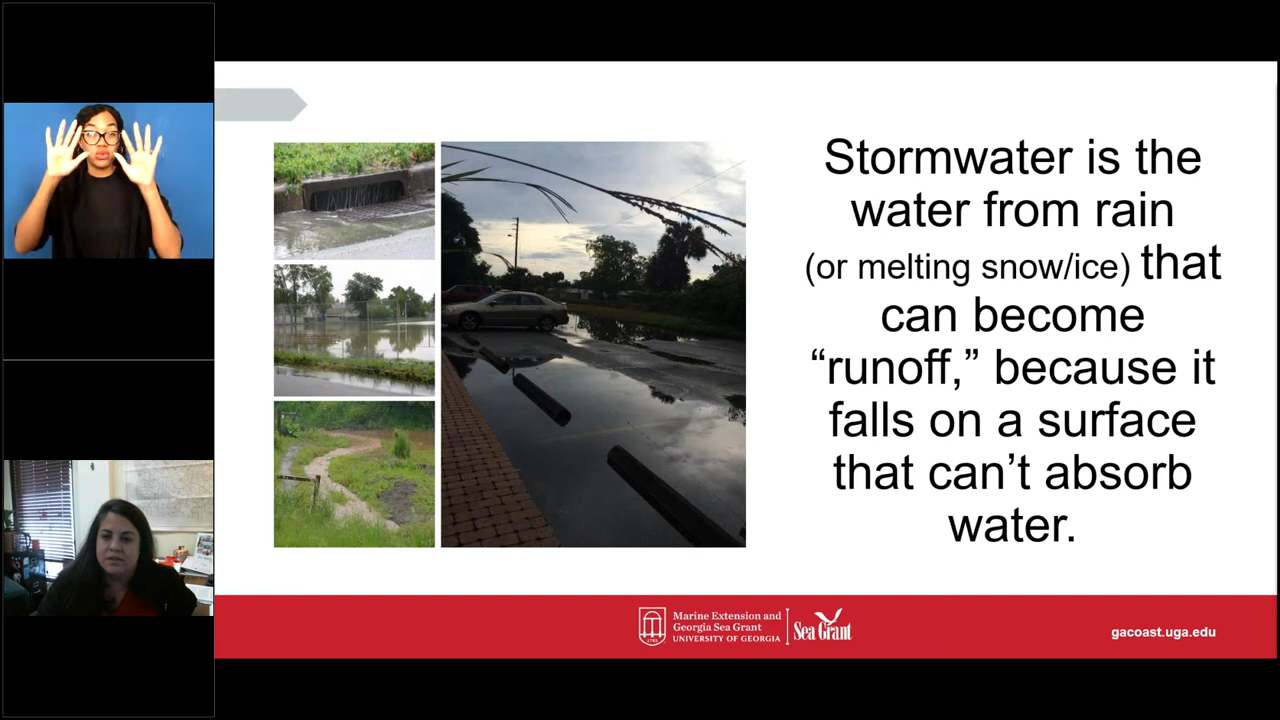 Stormwater is the
water from rain
(or melting snow/ice) that
can become
“runoff,” because it
falls on a surface
that can’t absorb
water.
Marine Extension and
Georgia Sea Grant
UNIVERSITY OF GEORGIA
1785
Sea Grant
gacoast.uga.edu